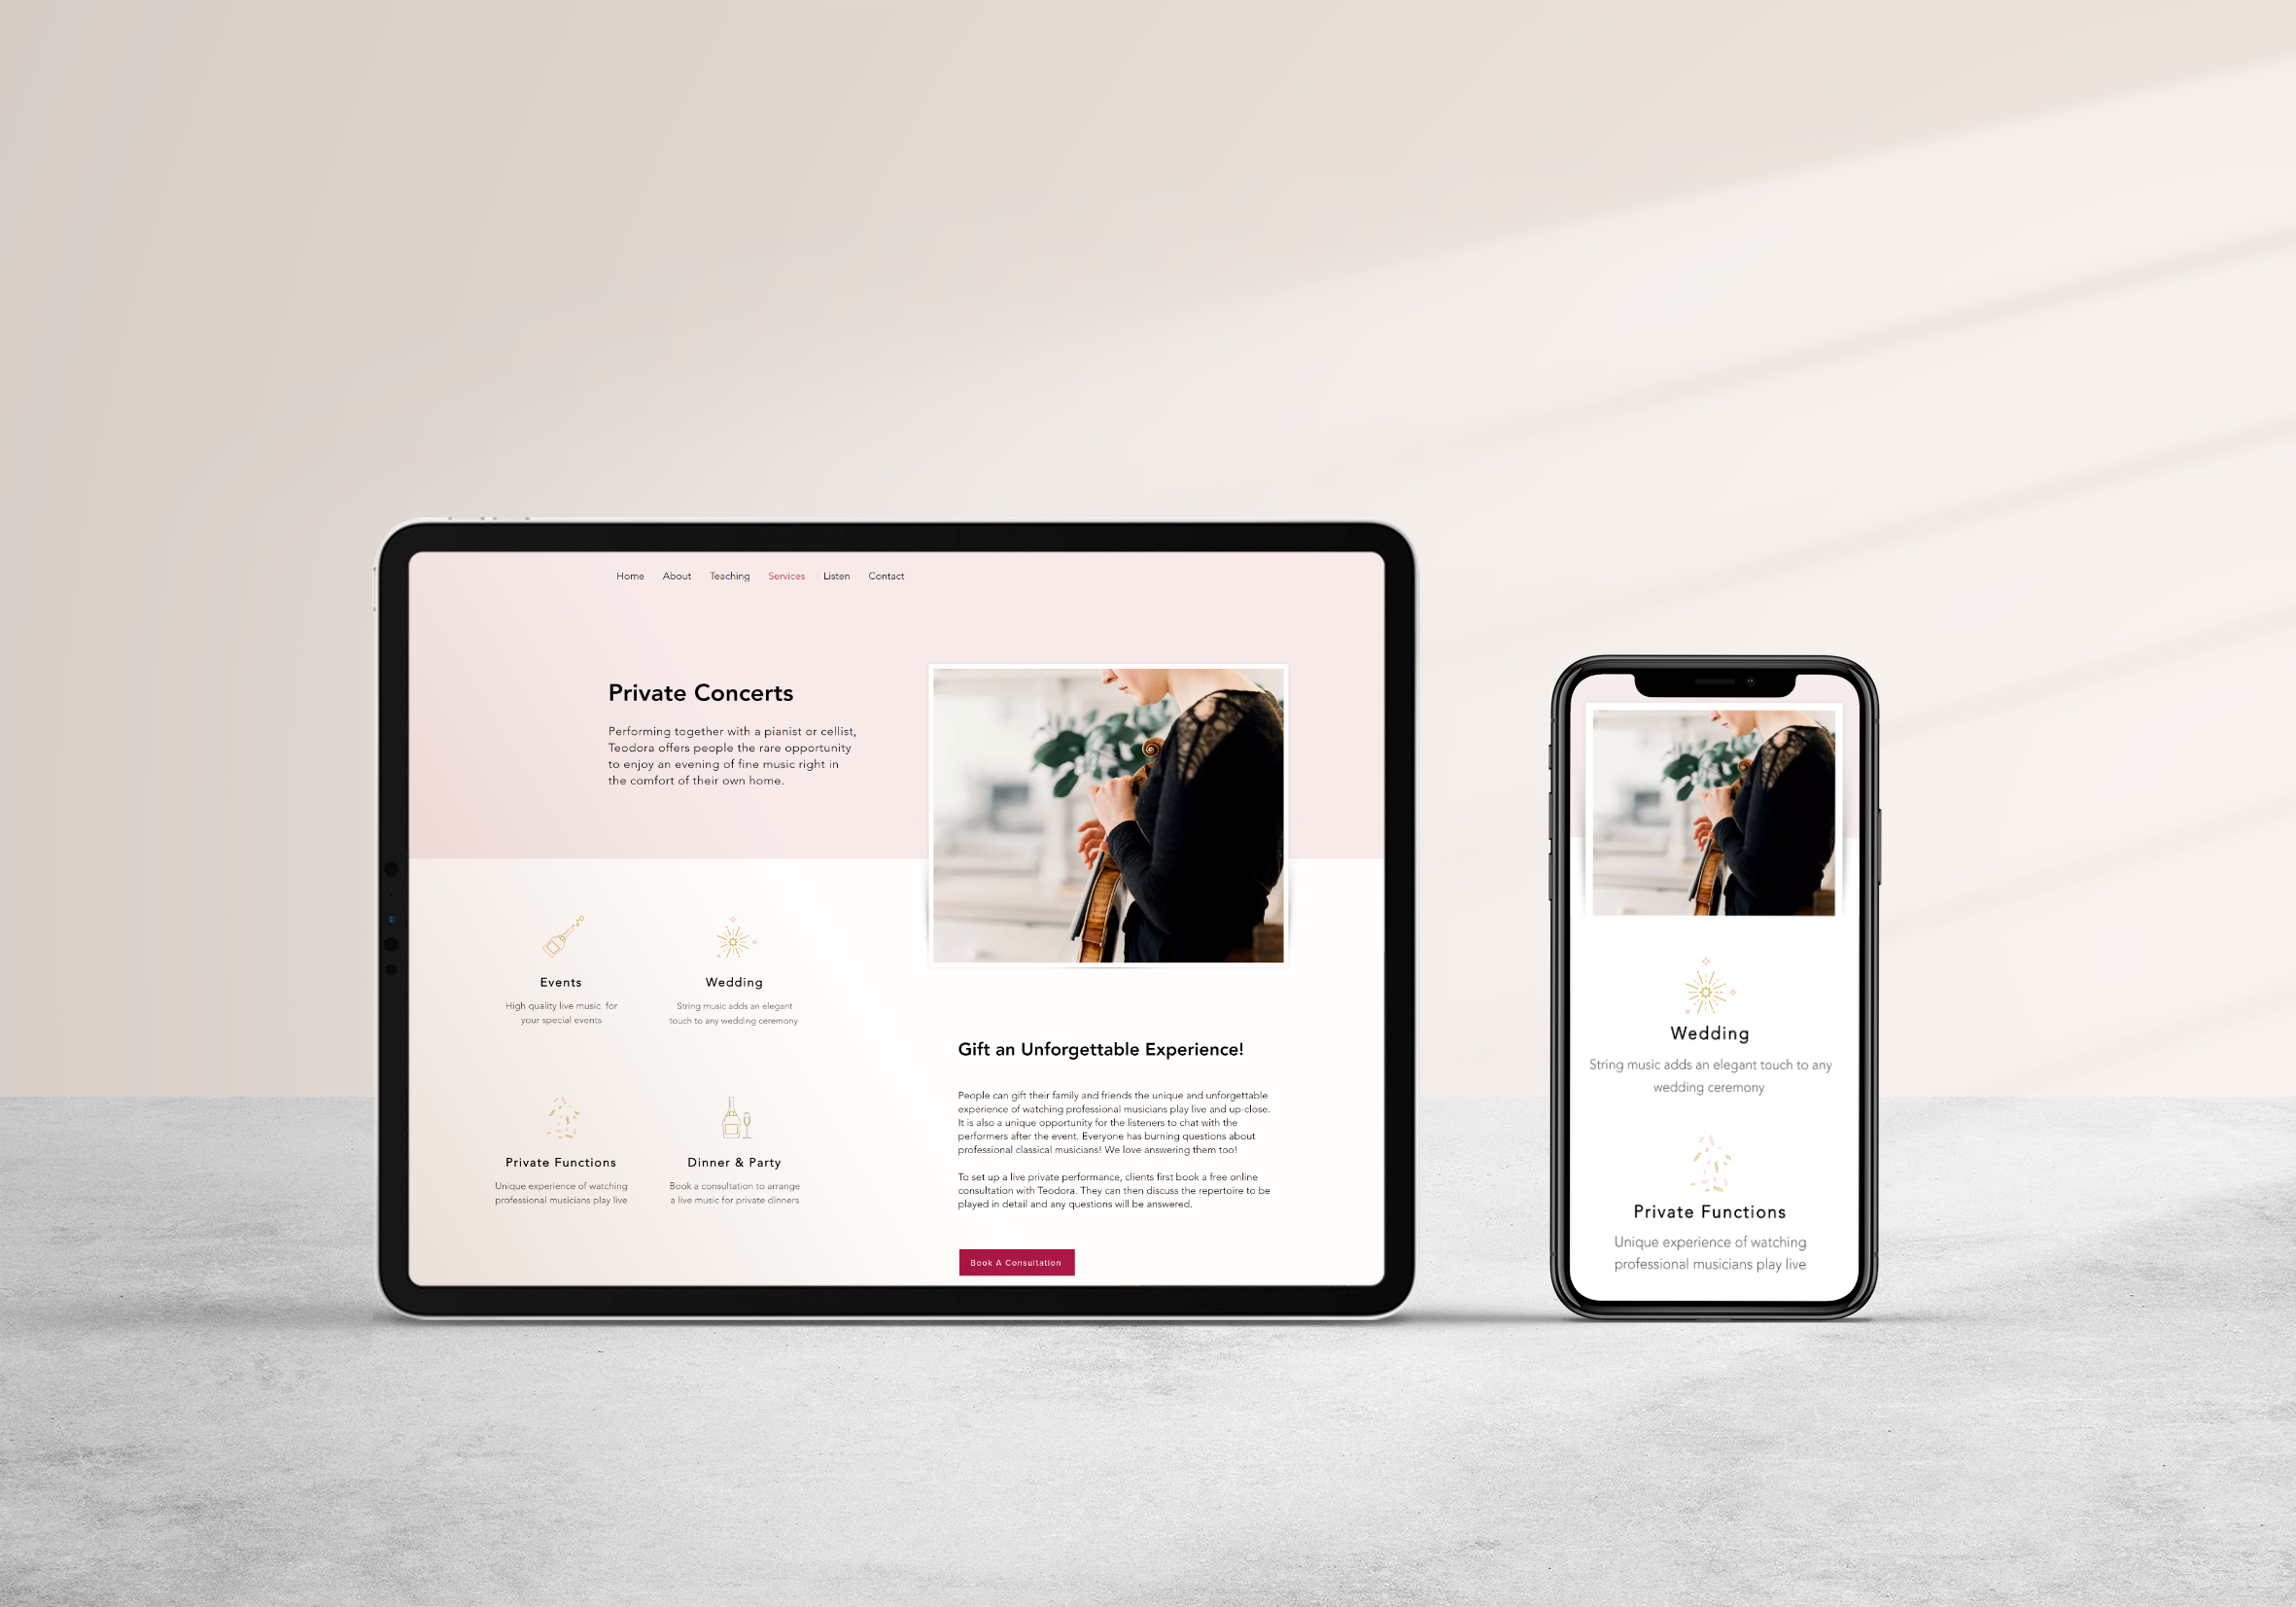 Home About Teaching Services Listen Contact
Private Concerts
Performing together with a pianist or cellist,
Teodora offers people the rare opportunity
to enjoy an evening of fine music right in
the comfort of their own home.
Events
High quality live music for
your special events
Wedding
String music adds an elegant
touch to any wedding ceremony
Private Functions
Unique experience of watching
professional musicians play live
Dinner & Party
Book a consultation to arrange
a live music for private dinners
Gift an Unforgettable Experience!
People can gift their family and friends the unique and unforgettable
experience of watching professional musicians play live and up-close.
It is also a unique opportunity for the listeners to chat with the
performers after the event. Everyone has burning questions about
professional classical musicians! We love answering them too!
To set up a live private performance, clients first book a free online
consultation with Teodora. They can then discuss the repertoire to be
played in detail and any questions will be answered.
Book A Consultation
Wedding
String music adds an elegant touch to any
wedding ceremony
Private Functions
Unique experience of watching
professional musicians play live